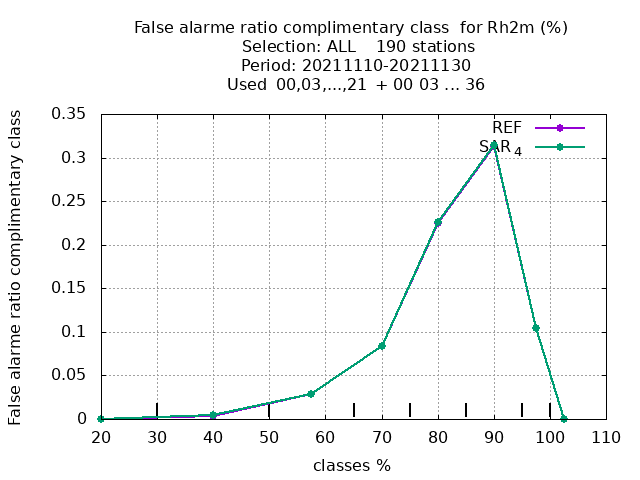 False alarme ratio complimentary class  for Rh2m (%)
Selection: ALL    190 stations
Period: 20211110-20211130
Used  00,03,...,21  + 00 03 ... 36
False alarme ratio complimentary class
0.35
0.3
0.25
0.2
0.15
0.1
0.05
0
REF
SAR 4
20 30 40 50 60 70 80 90 100 110
classes %